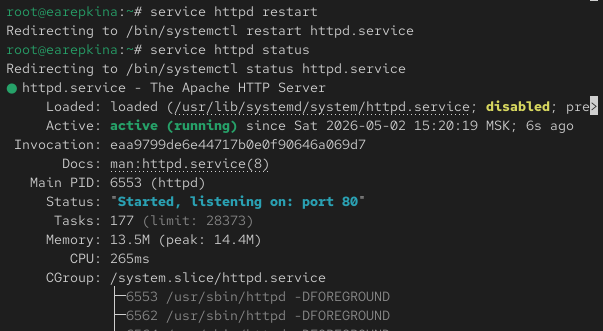 root@earepkina:~# service httpd restart
Redirecting to /bin/systemctl restart httpd.service
root@earepkina:~# service httpd status
Redirecting to /bin/systemctl status httpd.service
● httpd.service - The Apache HTTP Server
Loaded: loaded (/usr/lib/systemd/system/httpd.service; disabled; pre>
Active: active (running) since Sat 2026-05-02 15:20:19 MSK; 6s ago
Invocation: eaa9799de6e44717b0e0f90646a069d7
Docs: man:httpd.service(8)
Main PID: 6553 (httpd)
Status: "Started, listening on: port 80"
Tasks: 177 (limit: 28373)
Memory: 13.5M (peak: 14.4M)
CPU: 265ms
CGroup: /system.slice/httpd.service
├─6553 /usr/sbin/httpd -DFOREGROUND
├─6562 /usr/sbin/httpd -DFOREGROUND